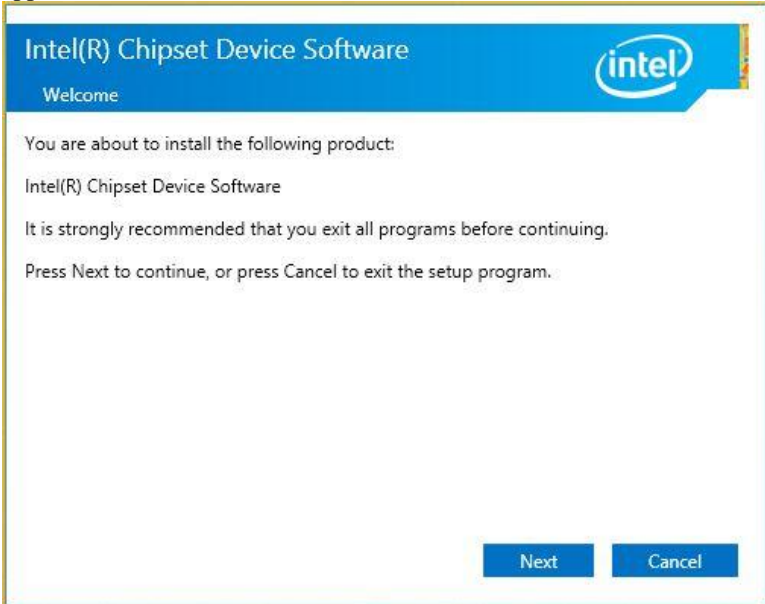 Intel(R) Chipset Device Software
intel
Welcome
You are about to install the following product:
Intel(R) Chipset Device Software
It is strongly recommended that you exit all programs before continuing.
Press Next to continue, or press Cancel to exit the setup program.
Next
Cancel